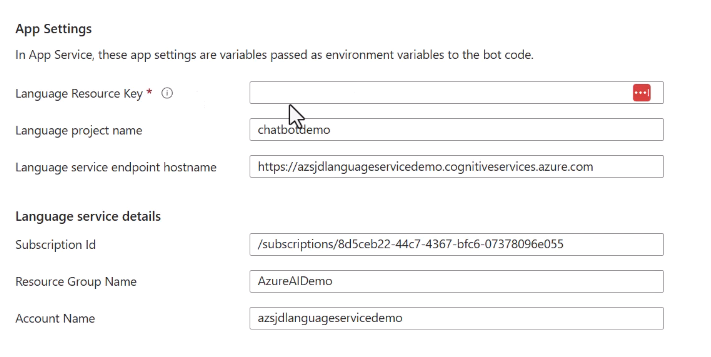 App Settings
In App Service, these app settings are variables passed as environment variables to the bot code.
Language Resource Key *
Language project name chatbotdemo
Language service endpoint hostname https://azsjdlanguageservicedemo.cognitiveservices.azure.com
Language service details
Subscription Id /subscriptions/8d5ceb22-44c7-4367-bfc6-07378096e055
Resource Group Name AzureAIDemo
Account Name azsjdlanguageservicedemo